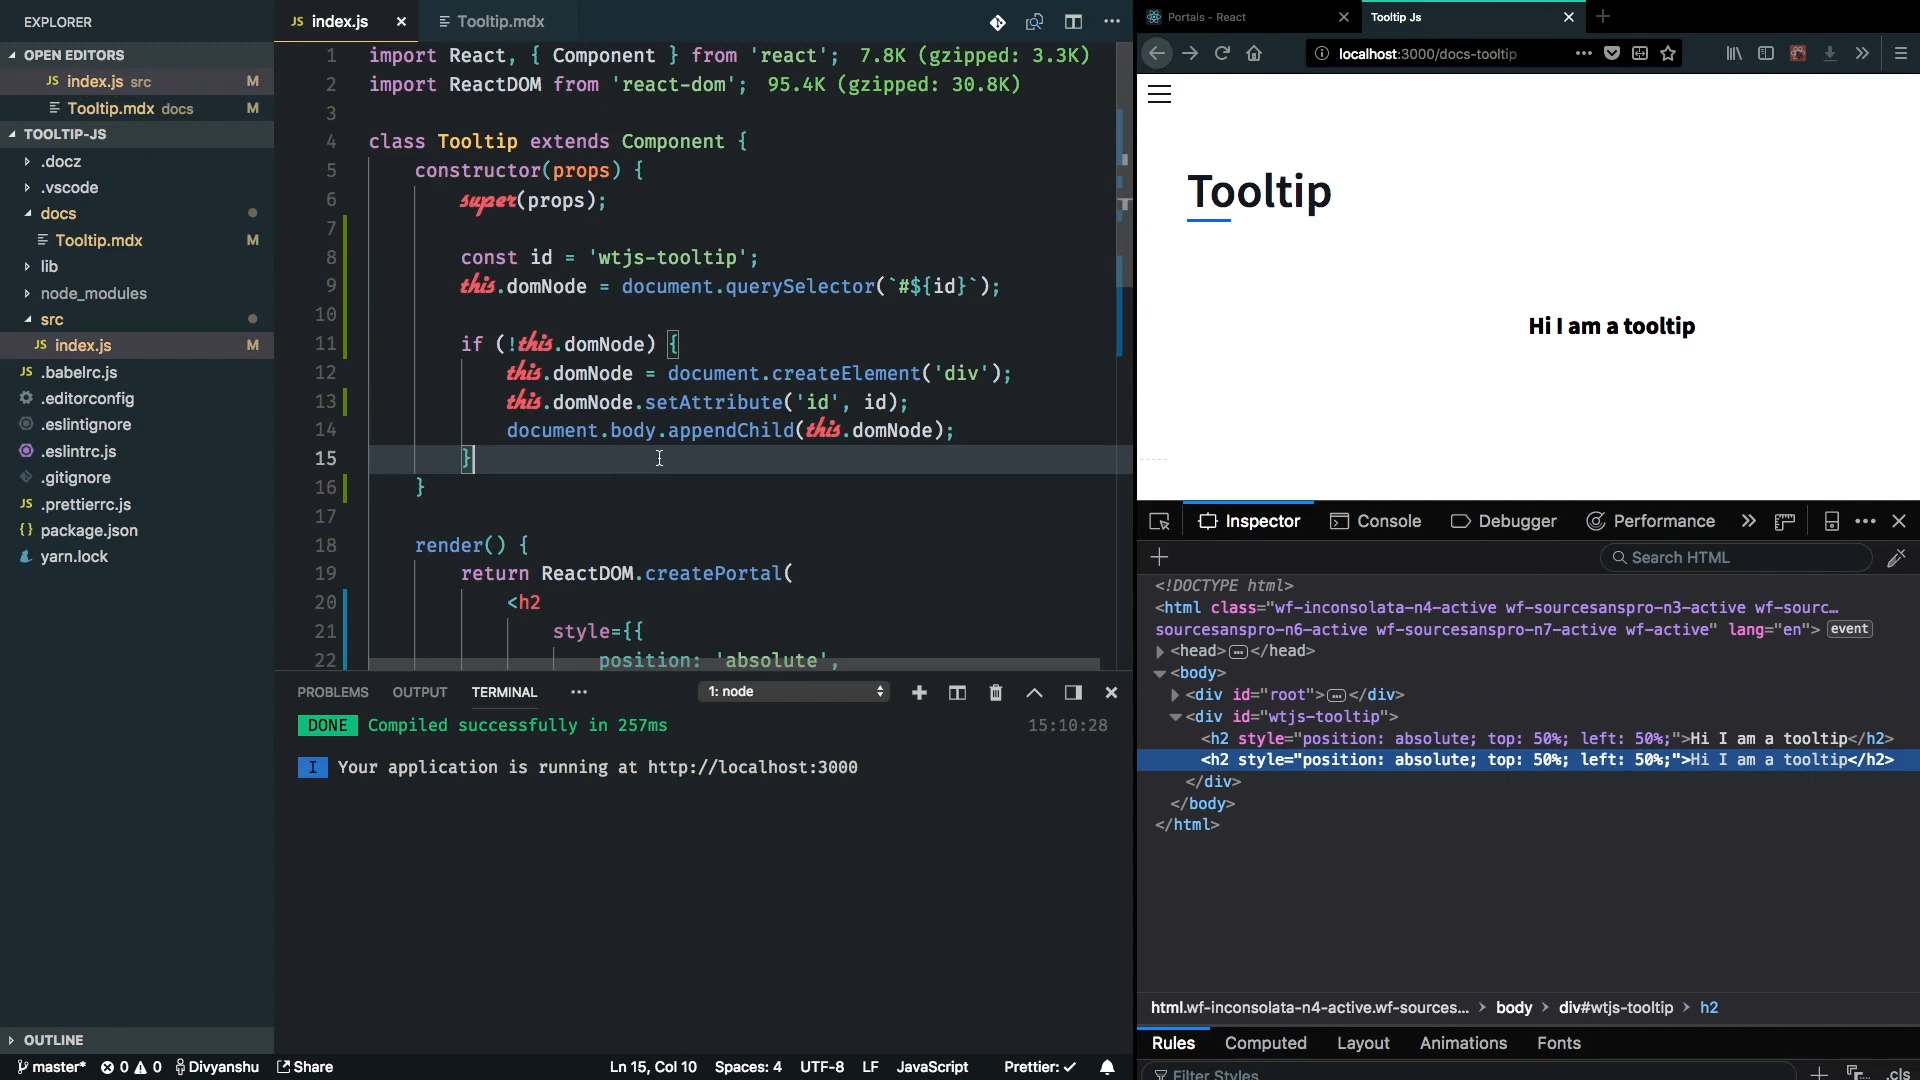 EXPLORER
OPEN EDITORS
JS index.js src M
Tooltip.mdx docs M
TOOLTIP-JS
.docz
.vscode
docs
Tooltip.mdx M
lib
node_modules
src
JS index.js M
JS .babelrc.js
.editorconfig
.eslintignore
.eslintrc.js
.gitignore
JS .prettierrc.js
{} package.json
yarn.lock
OUTLINE
JS index.js
Tooltip.mdx
1 import React, { Component } from 'react'; 7.8K (gzipped: 3.3K)
2 import ReactDOM from 'react-dom'; 95.4K (gzipped: 30.8K)
3
4 class Tooltip extends Component {
5 constructor(props) {
6 super(props);
7
8 const id = 'wtjs-tooltip';
9 this.domNode = document.querySelector(`#${id}`);
10
11 if (!this.domNode) {
12 this.domNode = document.createElement('div');
13 this.domNode.setAttribute('id', id);
14 document.body.appendChild(this.domNode);
15 }
16 }
17
18 render() {
19 return ReactDOM.createPortal(
20 <h2
21 style={{
22 position: 'absolute',
PROBLEMS OUTPUT TERMINAL 1: node
DONE Compiled successfully in 257ms 15:10:28
I Your application is running at http://localhost:3000
master* 0 0 Divyanshu Share Ln 15, Col 10 Spaces: 4 UTF-8 LF JavaScript Prettier: ✓
Portals - React
Tooltip Js
localhost:3000/docs-tooltip
Tooltip
Hi I am a tooltip
Inspector Console Debugger Performance
Search HTML
<!DOCTYPE html>
<html class="wf-inconsolata-n4-active wf-sourcesanspro-n3-active wf-sourc…
sourcesanspro-n6-active wf-sourcesanspro-n7-active wf-active" lang="en"> event
<head></head>
<body>
<div id="root"></div>
<div id="wtjs-tooltip">
<h2 style="position: absolute; top: 50%; left: 50%;">Hi I am a tooltip</h2>
<h2 style="position: absolute; top: 50%; left: 50%;">Hi I am a tooltip</h2>
</div>
</body>
</html>
html.wf-inconsolata-n4-active.wf-sources… > body > div#wtjs-tooltip > h2
Rules Computed Layout Animations Fonts
Filter Styles .cls